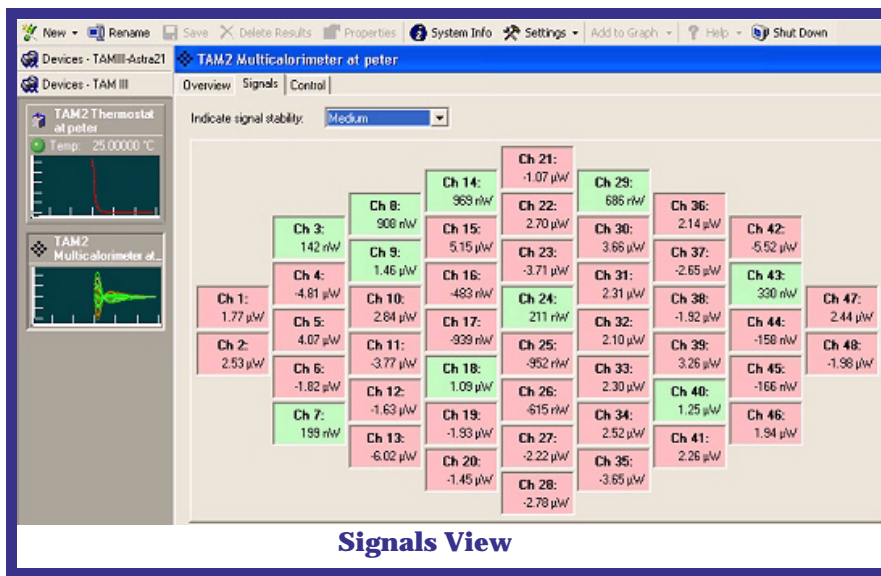 New Rename Save Delete Results Properties System Info Settings Add to Graph Help Shut Down
Devices - TAMIII-Astra21
Devices - TAM III
TAM2 Thermostat
at peter
Temp: 25.00000 °C
TAM2
Multicalorimeter at...
TAM2 Multicalorimeter at peter
Overview Signals Control
Indicate signal stability: Medium
Ch 1:
1.77 µW
Ch 2:
2.53 µW
Ch 3:
142 nW
Ch 4:
-4.81 µW
Ch 5:
4.07 µW
Ch 6:
-1.82 µW
Ch 7:
199 nW
Ch 8:
908 nW
Ch 9:
1.46 µW
Ch 10:
2.84 µW
Ch 11:
-3.77 µW
Ch 12:
-1.63 µW
Ch 13:
-6.02 µW
Ch 14:
969 nW
Ch 15:
5.15 µW
Ch 16:
-483 nW
Ch 17:
-939 nW
Ch 18:
1.09 µW
Ch 19:
-1.93 µW
Ch 20:
-1.45 µW
Ch 21:
-1.07 µW
Ch 22:
2.70 µW
Ch 23:
-3.71 µW
Ch 24:
211 nW
Ch 25:
-952 nW
Ch 26:
-615 nW
Ch 27:
-2.22 µW
Ch 28:
-2.78 µW
Ch 29:
686 nW
Ch 30:
3.66 µW
Ch 31:
2.31 µW
Ch 32:
2.10 µW
Ch 33:
2.30 µW
Ch 34:
2.52 µW
Ch 35:
-3.65 µW
Ch 36:
2.14 µW
Ch 37:
-2.65 µW
Ch 38:
-1.92 µW
Ch 39:
3.26 µW
Ch 40:
1.25 µW
Ch 41:
2.26 µW
Ch 42:
-5.52 µW
Ch 43:
330 nW
Ch 44:
-158 nW
Ch 45:
-166 nW
Ch 46:
1.94 µW
Ch 47:
2.44 µW
Ch 48:
-1.98 µW
Signals View